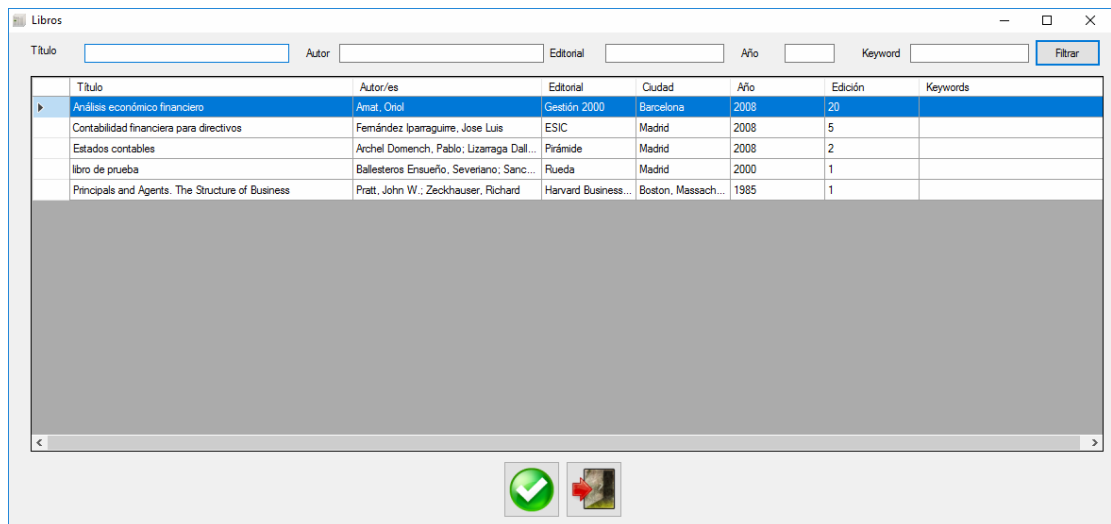 Libros
Título Autor Editorial Año Keyword Filtrar
Título Autor/es Editorial Ciudad Año Edición Keywords
Análisis económico financiero Amat, Oriol Gestión 2000 Barcelona 2008 20
Contabilidad financiera para directivos Fernández Iparraguirre, Jose Luis ESIC Madrid 2008 5
Estados contables Archel Domench, Pablo; Lizarraga Dall... Pirámide Madrid 2008 2
libro de prueba Ballesteros Ensueño, Severiano; Sanc... Rueda Madrid 2000 1
Principals and Agents. The Structure of Business Pratt, John W.; Zeckhauser, Richard Harvard Business... Boston, Massach... 1985 1